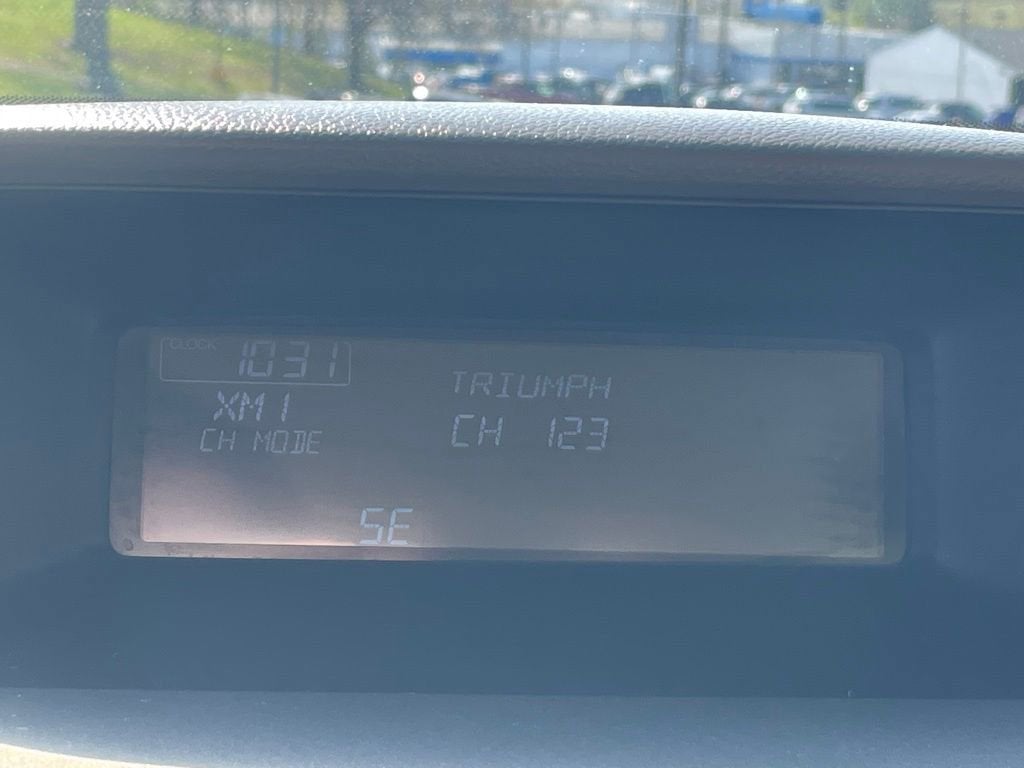 CLOCK 1031
XM1
CH MODE
TRIUMPH
CH 123
SE